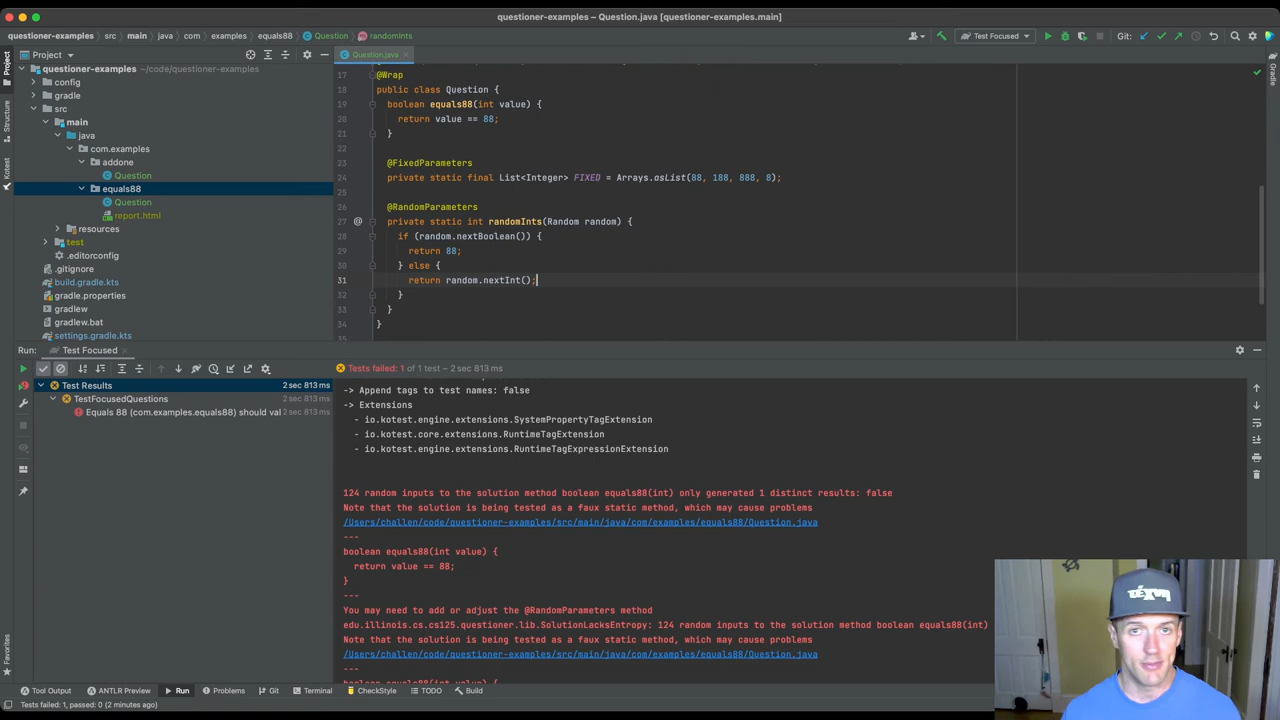 questioner-examples – Question.java [questioner-examples.main]
questioner-examples src main java com examples equals88 Question randomInts
Test Focused
Git:
Project
Question.java
questioner-examples ~/code/questioner-examples
config
gradle
src
main
java
com.examples
addone
Question
equals88
Question
report.html
resources
test
.editorconfig
.gitignore
build.gradle.kts
gradle.properties
gradlew
gradlew.bat
settings.gradle.kts
17 @Wrap
18 public class Question {
19 boolean equals88(int value) {
20 return value == 88;
21 }
22
23 @FixedParameters
24 private static final List<Integer> FIXED = Arrays.asList(88, 188, 888, 8);
25
26 @RandomParameters
27 private static int randomInts(Random random) {
28 if (random.nextBoolean()) {
29 return 88;
30 } else {
31 return random.nextInt();
32 }
33 }
34 }
35
Project
Structure
Kotest
Favorites
Gradle
Run: Test Focused
Tests failed: 1 of 1 test – 2 sec 813 ms
Test Results 2 sec 813 ms
TestFocusedQuestions 2 sec 813 ms
Equals 88 (com.examples.equals88) should val 2 sec 813 ms
-> Append tags to test names: false
-> Extensions
- io.kotest.engine.extensions.SystemPropertyTagExtension
- io.kotest.core.extensions.RuntimeTagExtension
- io.kotest.engine.extensions.RuntimeTagExpressionExtension
124 random inputs to the solution method boolean equals88(int) only generated 1 distinct results: false
Note that the solution is being tested as a faux static method, which may cause problems
/Users/challen/code/questioner-examples/src/main/java/com/examples/equals88/Question.java
---
boolean equals88(int value) {
return value == 88;
}
---
You may need to add or adjust the @RandomParameters method
edu.illinois.cs.cs125.questioner.lib.SolutionLacksEntropy: 124 random inputs to the solution method boolean equals88(int)
Note that the solution is being tested as a faux static method, which may cause problems
/Users/challen/code/questioner-examples/src/main/java/com/examples/equals88/Question.java
---
boolean equals88(int value) {
Tool Output ANTLR Preview Run Problems Git Terminal CheckStyle TODO Build
Tests failed: 1, passed: 0 (2 minutes ago)